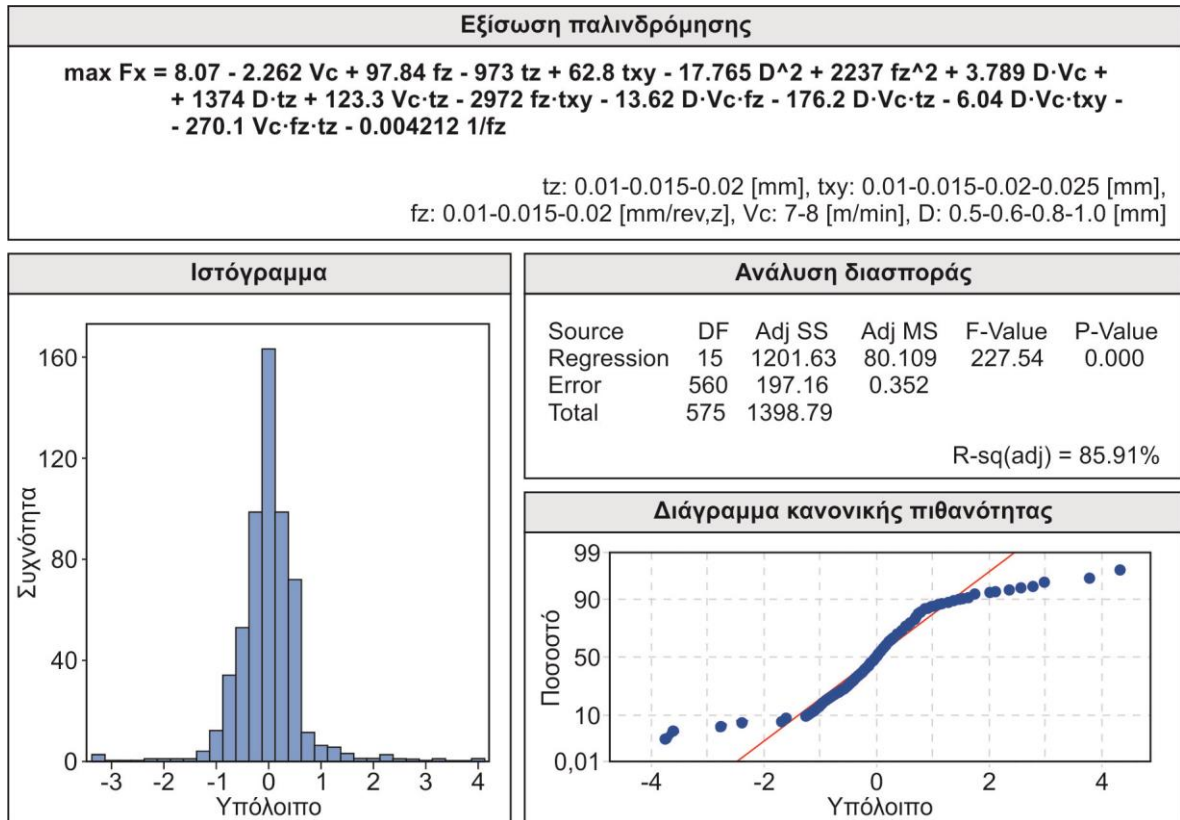 Εξίσωση παλινδρόμησης
max Fx = 8.07 - 2.262 Vc + 97.84 fz - 973 tz + 62.8 txy - 17.765 D^2 + 2237 fz^2 + 3.789 D·Vc +
+ 1374 D·tz + 123.3 Vc·tz - 2972 fz·txy - 13.62 D·Vc·fz - 176.2 D·Vc·tz - 6.04 D·Vc·txy -
- 270.1 Vc·fz·tz - 0.004212 1/fz
tz: 0.01-0.015-0.02 [mm], txy: 0.01-0.015-0.02-0.025 [mm],
fz: 0.01-0.015-0.02 [mm/rev,z], Vc: 7-8 [m/min], D: 0.5-0.6-0.8-1.0 [mm]
Ιστόγραμμα
160
120
80
40
0
Συχνότητα
-3 -2 -1 0 1 2 3 4
Υπόλοιπο
Ανάλυση διασποράς
Source DF Adj SS Adj MS F-Value P-Value
Regression 15 1201.63 80.109 227.54 0.000
Error 560 197.16 0.352
Total 575 1398.79
R-sq(adj) = 85.91%
Διάγραμμα κανονικής πιθανότητας
99
90
50
10
0,01
Ποσοστό
-4 -2 0 2 4
Υπόλοιπο